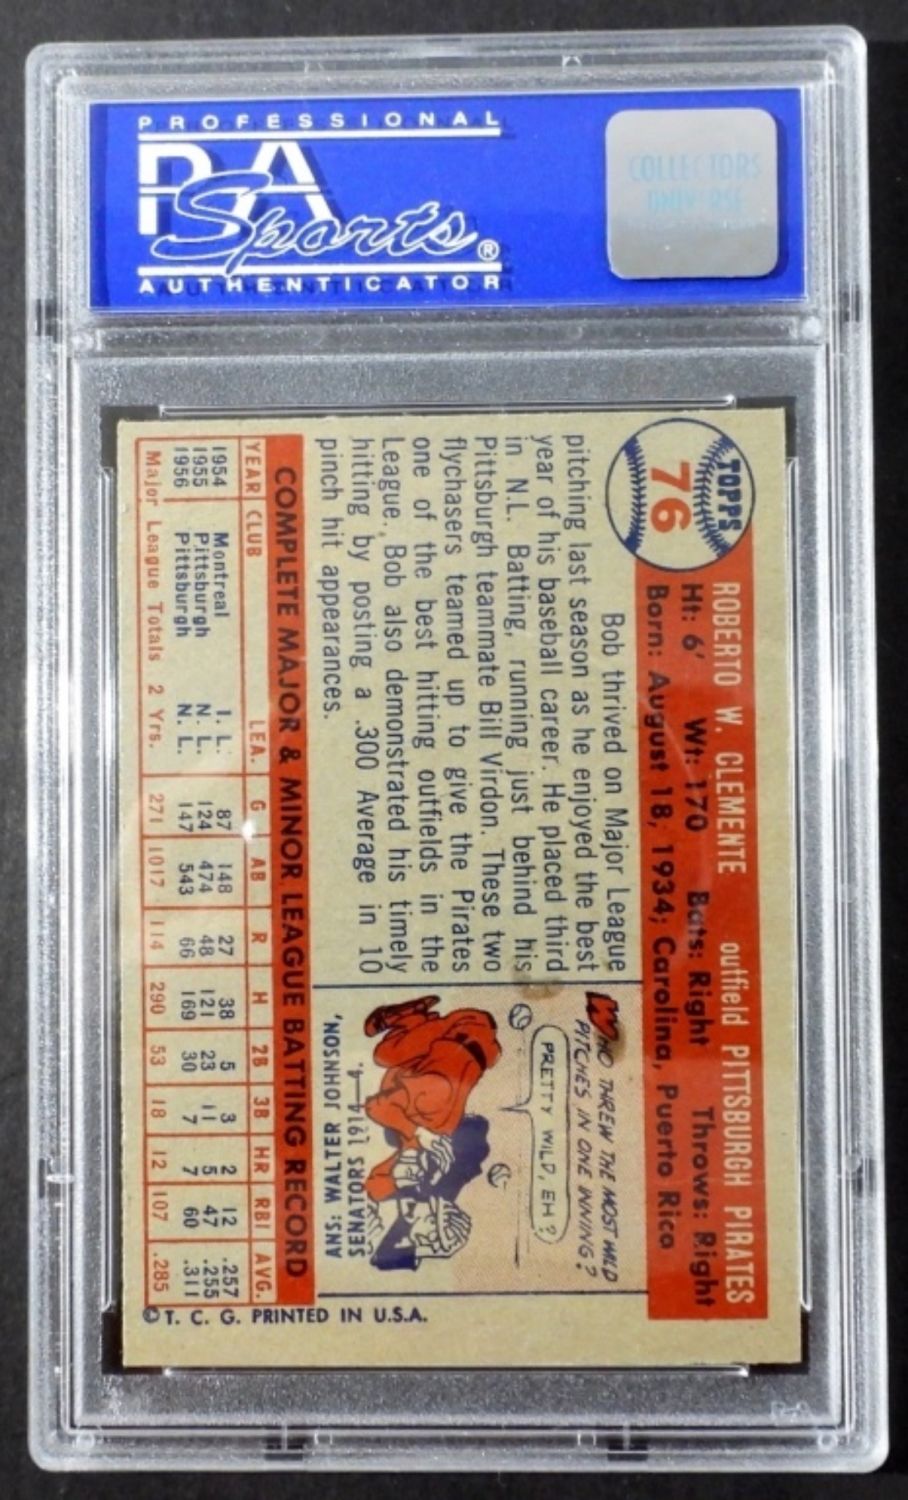 PROFESSIONAL
PSA
Sports®
AUTHENTICATOR
COLLECTORS
UNIVERSE
TOPPS
76
ROBERTO W. CLEMENTE outfield PITTSBURGH PIRATES
Ht: 6' Wt: 170 Bats: Right Throws: Right
Born: August 18, 1934; Carolina, Puerto Rico
Bob thrived on Major League
pitching last season as he enjoyed the best
year of his baseball career. He placed third
in N.L. Batting, running just behind his
Pittsburgh teammate Bill Virdon. These two
flychasers teamed up to give the Pirates
one of the best hitting outfields in the
League. Bob also demonstrated his timely
hitting by posting a .300 Average in 10
pinch hit appearances.
WHO THREW THE MOST WILD
PITCHES IN ONE INNING?
PRETTY WILD, EH?
ANS: WALTER JOHNSON,
SENATORS 1914—4.
COMPLETE MAJOR & MINOR LEAGUE BATTING RECORD
YEAR CLUB LEA. G AB R H 2B 3B HR RBI AVG.
1954 Montreal I. L. 87 148 27 38 5 3 2 12 .257
1955 Pittsburgh N. L. 124 474 48 121 23 11 5 47 .255
1956 Pittsburgh N. L. 147 543 66 169 30 7 7 60 .311
Major League Totals 2 Yrs. 271 1017 114 290 53 18 12 107 .285
©T. C. G. PRINTED IN U.S.A.